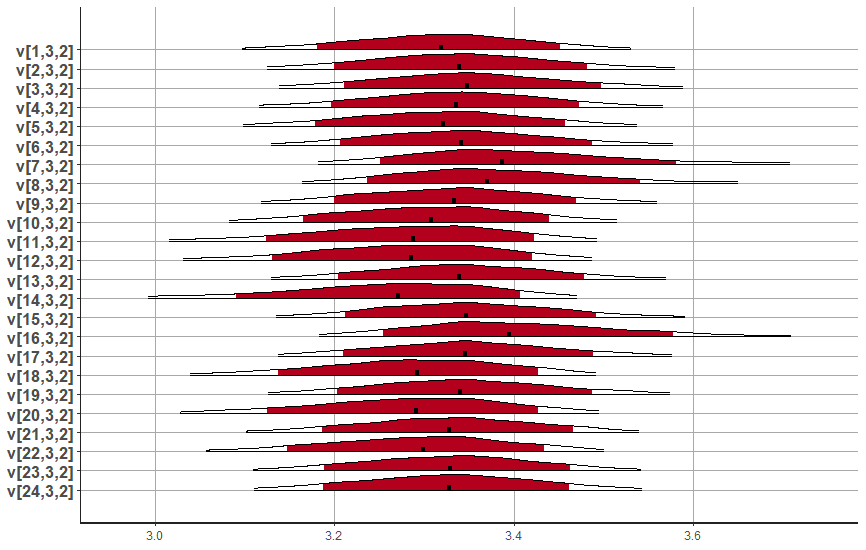 v[1,3,2]
v[2,3,2]
v[3,3,2]
v[4,3,2]
v[5,3,2]
v[6,3,2]
v[7,3,2]
v[8,3,2]
v[9,3,2]
v[10,3,2]
v[11,3,2]
v[12,3,2]
v[13,3,2]
v[14,3,2]
v[15,3,2]
v[16,3,2]
v[17,3,2]
v[18,3,2]
v[19,3,2]
v[20,3,2]
v[21,3,2]
v[22,3,2]
v[23,3,2]
v[24,3,2]
3.0 3.2 3.4 3.6